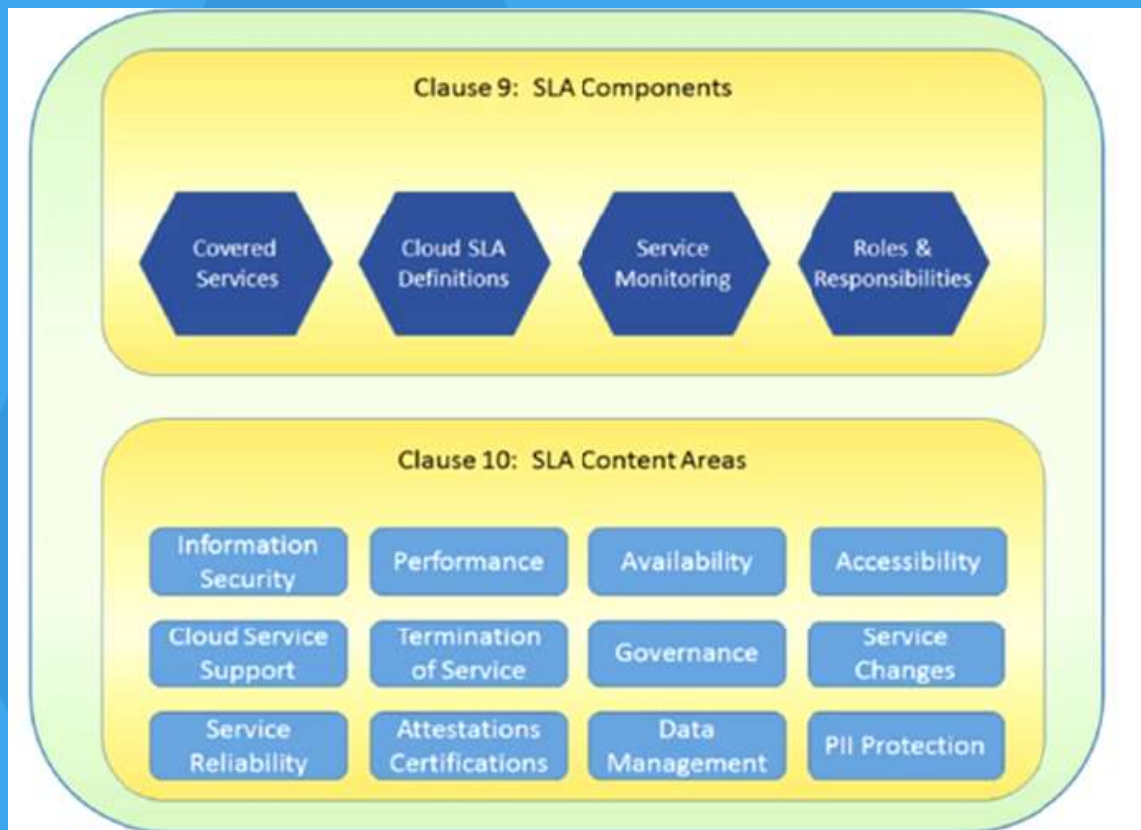 Clause 9: SLA Components
Covered
Services
Cloud SLA
Definitions
Service
Monitoring
Roles &
Responsibilities
Clause 10: SLA Content Areas
Information
Security
Performance
Availability
Accessibility
Cloud Service
Support
Termination
of Service
Governance
Service
Changes
Service
Reliability
Attestations
Certifications
Data
Management
PII Protection